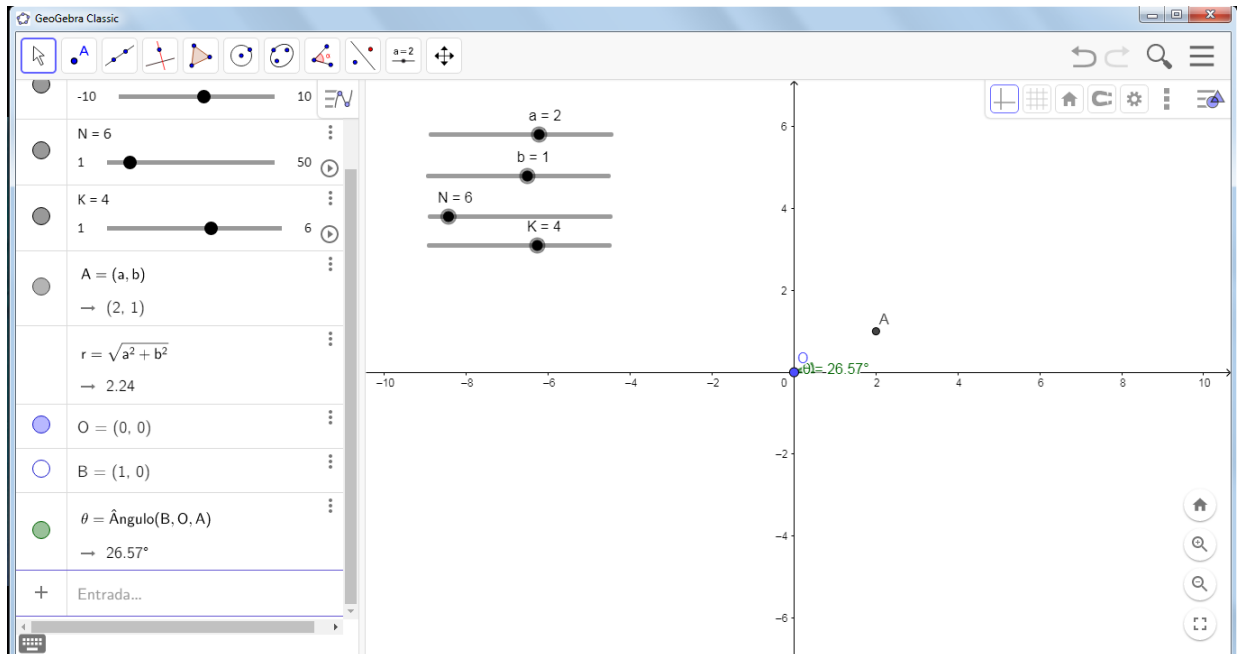 GeoGebra Classic
A
a=2
-10 10
N = 6
1 50
K = 4
1 6
A = (a, b)
→ (2, 1)
r = √a² + b²
→ 2.24
O = (0, 0)
B = (1, 0)
θ = Ângulo(B, O, A)
→ 26.57°
+ Entrada...
a = 2
b = 1
N = 6
K = 4
6
4
2
A
O
θ = 26.57°
−10 −8 −6 −4 −2 0 2 4 6 8 10
−2
−4
−6